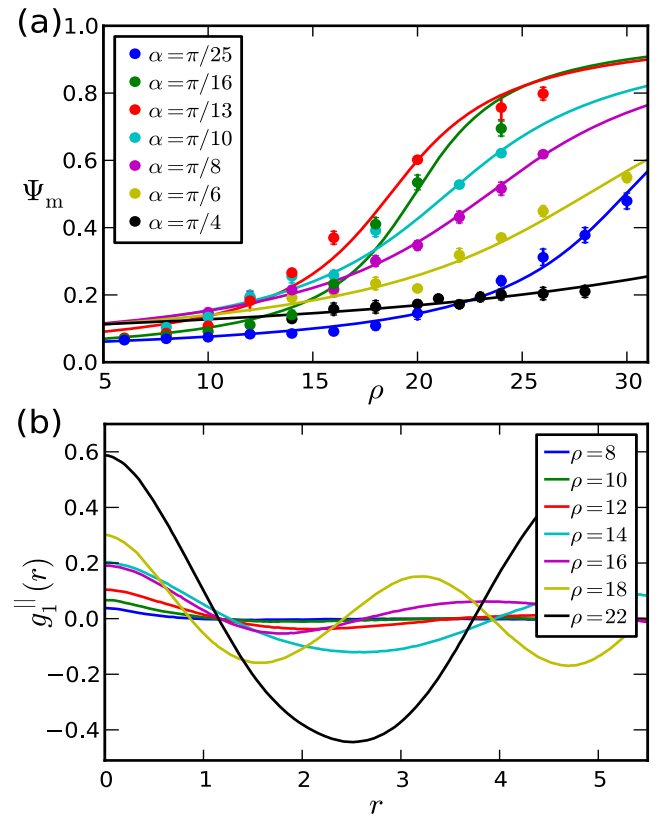 (a)
1.0
0.8
0.6
0.4
0.2
0.0
Ψm
α=π/25
α=π/16
α=π/13
α=π/10
α=π/8
α=π/6
α=π/4
5 10 15 20 25 30
ρ
(b)
0.6
0.4
0.2
0.0
−0.2
−0.4
g₁^||(r)
ρ=8
ρ=10
ρ=12
ρ=14
ρ=16
ρ=18
ρ=22
0 1 2 3 4 5
r